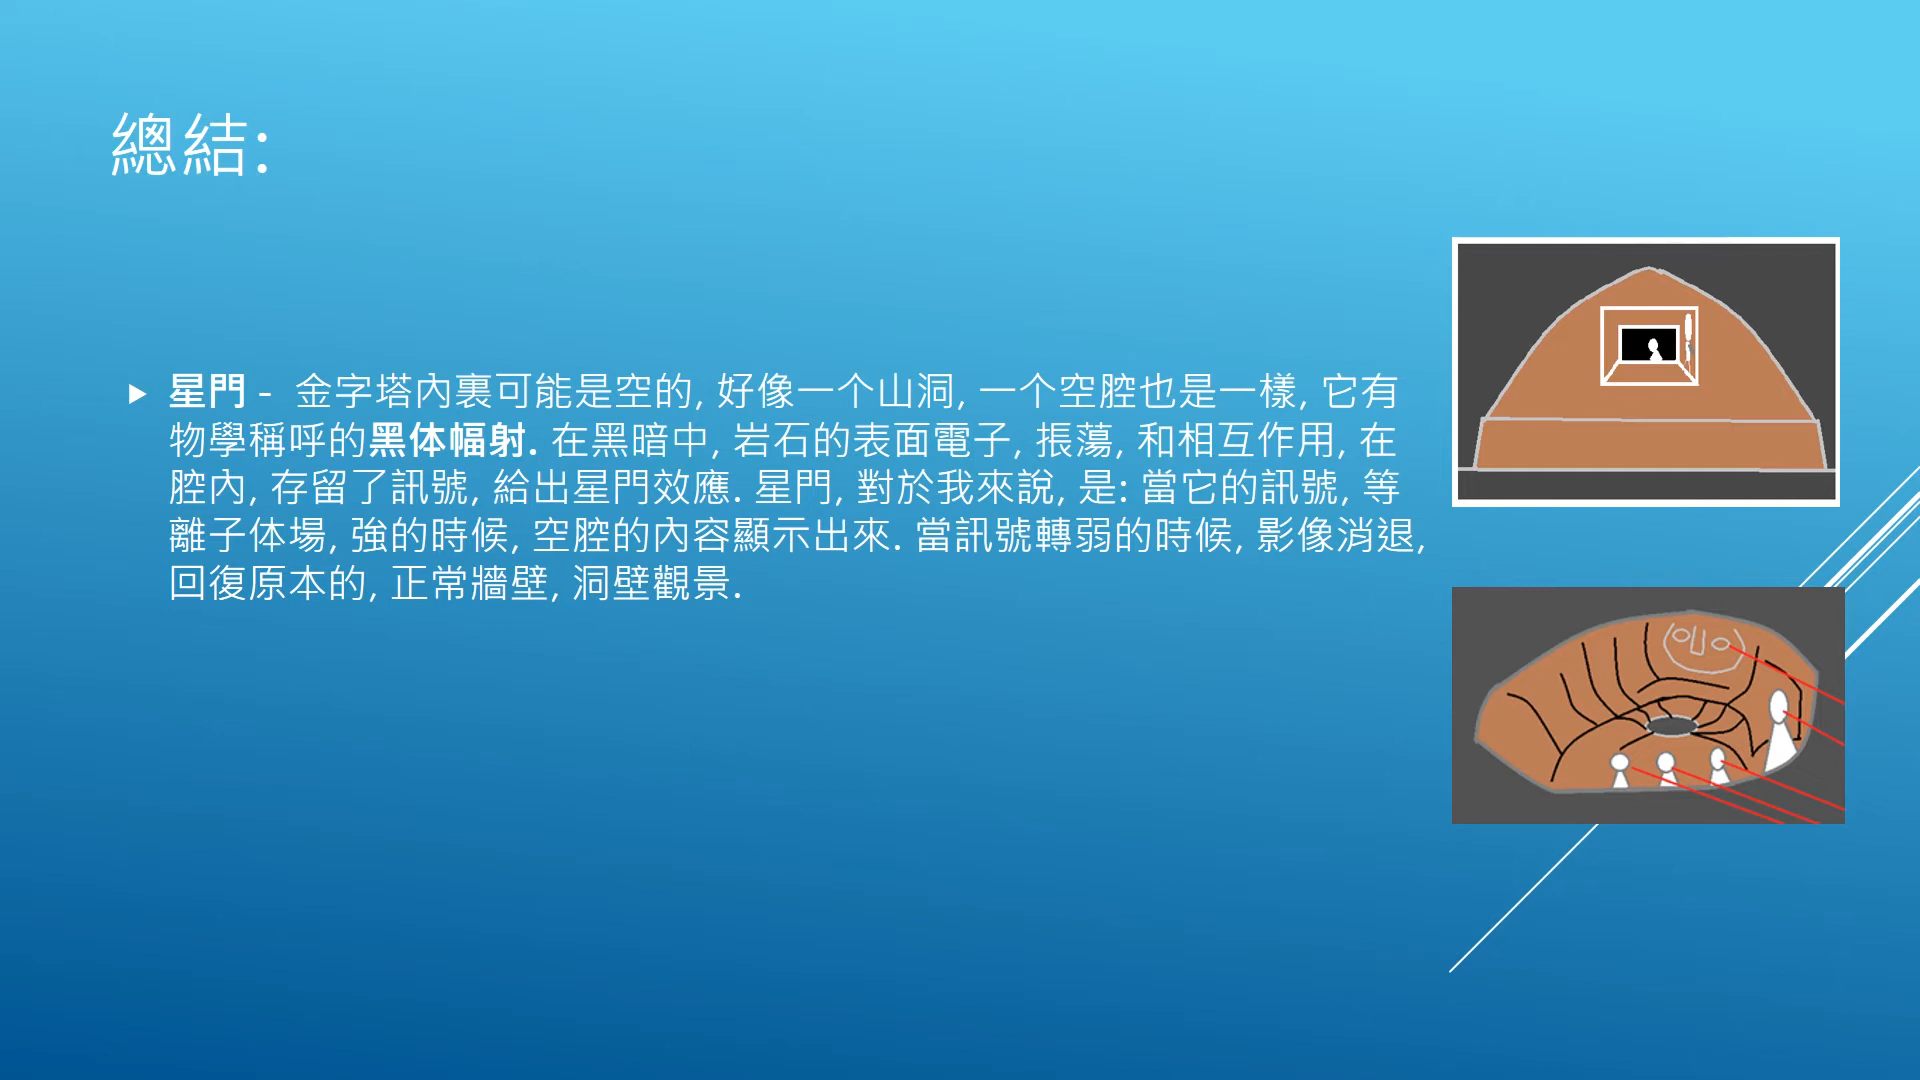 總結:
星門 - 金字塔內裏可能是空的, 好像一个山洞, 一个空腔也是一樣, 它有
物學稱呼的黑体幅射. 在黑暗中, 岩石的表面電子, 振蕩, 和相互作用, 在
腔內, 存留了訊號, 給出星門效應. 星門, 對於我來說, 是: 當它的訊號, 等
離子体場, 強的時候, 空腔的內容顯示出來. 當訊號轉弱的時候, 影像消退,
回復原本的, 正常牆壁, 洞壁觀景.